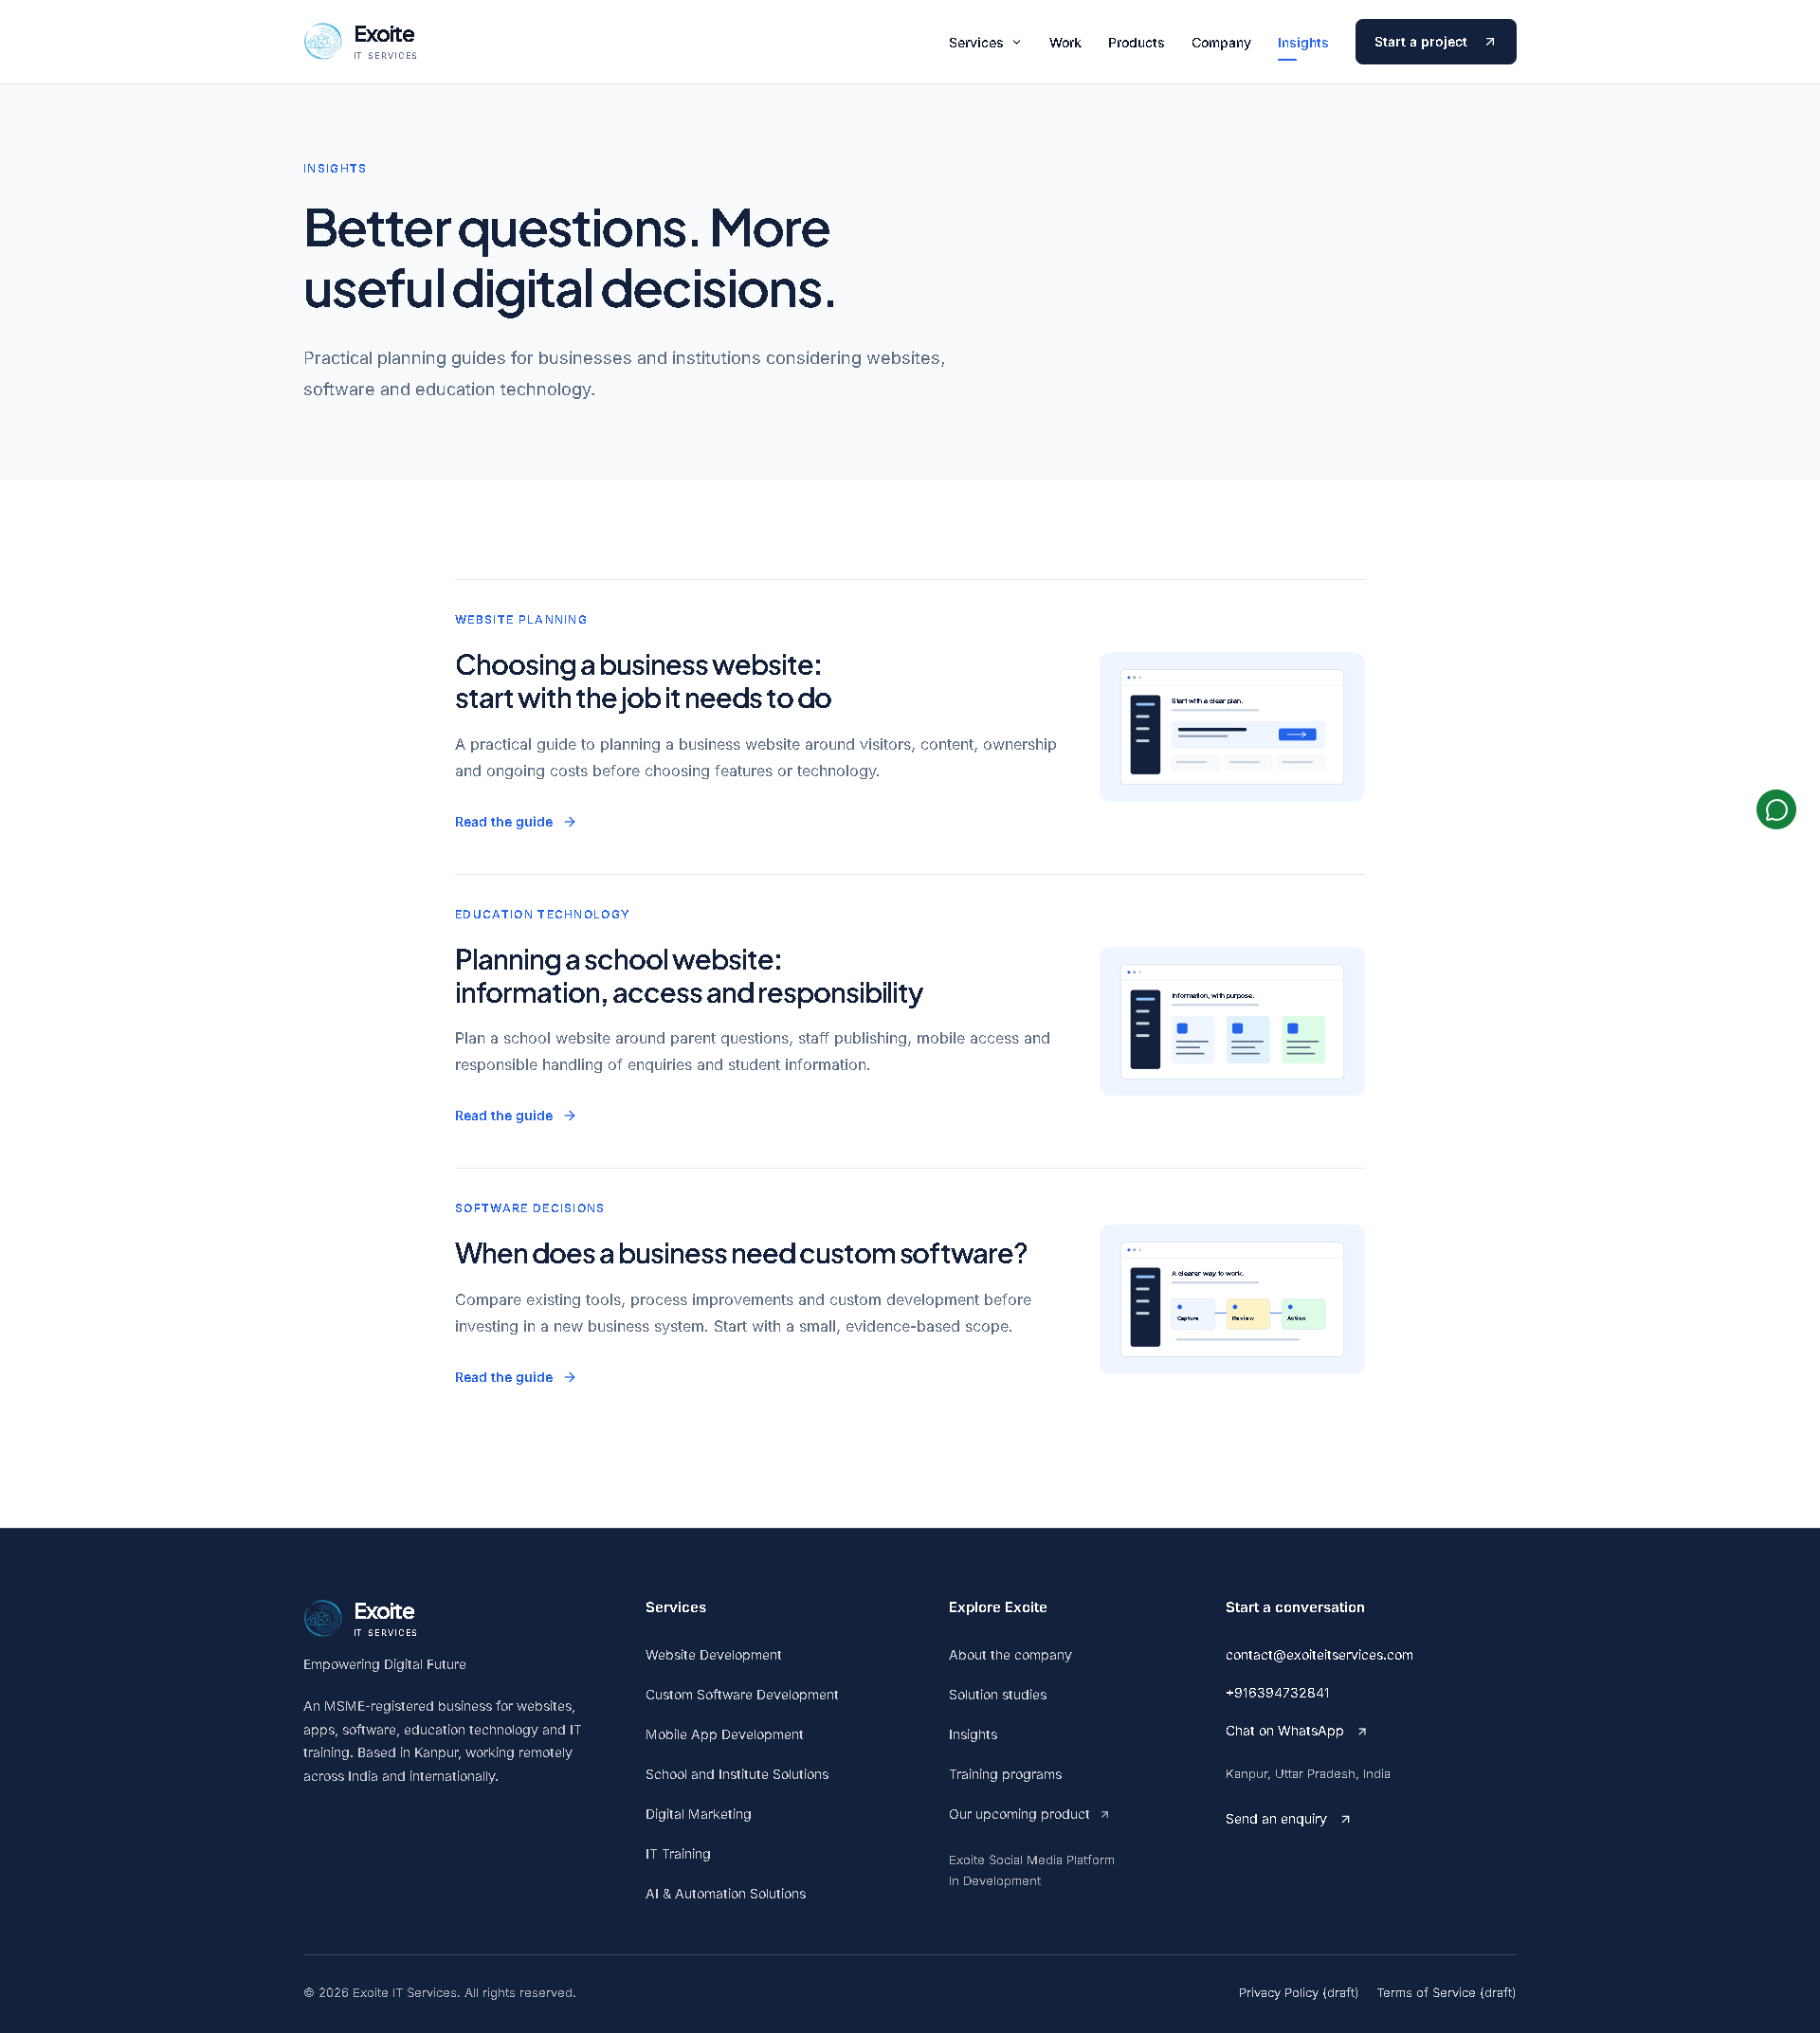 Exoite
IT SERVICES
Services
Work
Products
Company
Insights
Start a project
INSIGHTS
Better questions. More
useful digital decisions.
Practical planning guides for businesses and institutions considering websites,
software and education technology.
WEBSITE PLANNING
Choosing a business website:
start with the job it needs to do
A practical guide to planning a business website around visitors, content, ownership
and ongoing costs before choosing features or technology.
Read the guide
Start with a clear plan.
EDUCATION TECHNOLOGY
Planning a school website:
information, access and responsibility
Plan a school website around parent questions, staff publishing, mobile access and
responsible handling of enquiries and student information.
Read the guide
Information, with purpose.
SOFTWARE DECISIONS
When does a business need custom software?
Compare existing tools, process improvements and custom development before
investing in a new business system. Start with a small, evidence-based scope.
Read the guide
A clearer way to work.
Capture
Review
Action
Exoite
IT SERVICES
Empowering Digital Future
An MSME-registered business for websites,
apps, software, education technology and IT
training. Based in Kanpur, working remotely
across India and internationally.
Services
Website Development
Custom Software Development
Mobile App Development
School and Institute Solutions
Digital Marketing
IT Training
AI & Automation Solutions
Explore Exoite
About the company
Solution studies
Insights
Training programs
Our upcoming product
Exoite Social Media Platform
In Development
Start a conversation
contact@exoiteitservices.com
+916394732841
Chat on WhatsApp
Kanpur, Uttar Pradesh, India
Send an enquiry
© 2026 Exoite IT Services. All rights reserved.
Privacy Policy (draft)
Terms of Service (draft)